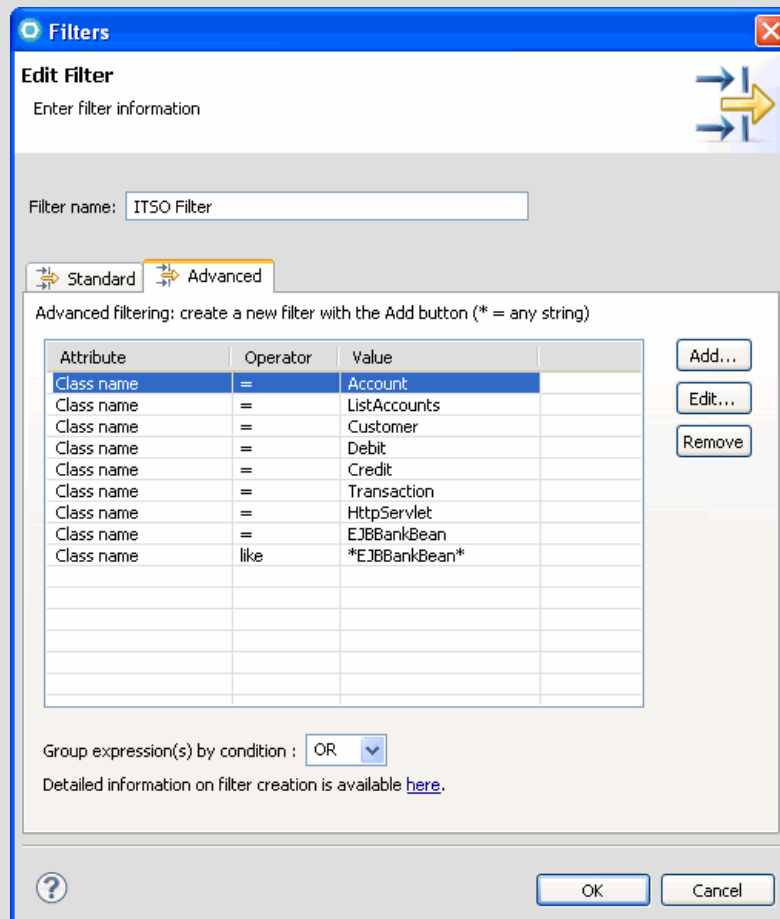 Filters
Edit Filter
Enter filter information
Filter name: ITSO Filter
Standard Advanced
Advanced filtering: create a new filter with the Add button (* = any string)
Attribute Operator Value
Class name = Account
Class name = ListAccounts
Class name = Customer
Class name = Debit
Class name = Credit
Class name = Transaction
Class name = HttpServlet
Class name = EJBBankBean
Class name like *EJBBankBean*
Add...
Edit...
Remove
Group expression(s) by condition : OR
Detailed information on filter creation is available here.
? OK Cancel